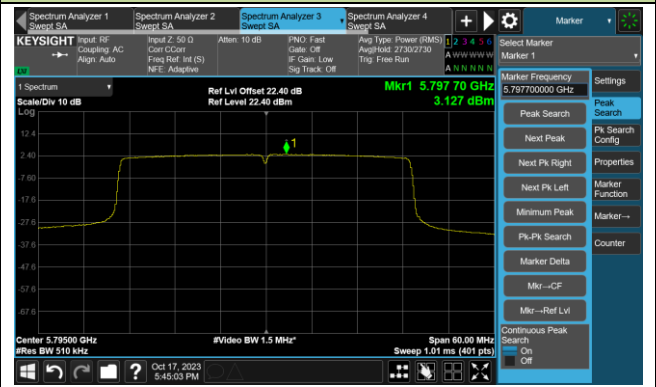 Spectrum Analyzer 1
Swept SA
Spectrum Analyzer 2
Swept SA
Spectrum Analyzer 3
Swept SA
Spectrum Analyzer 4
Swept SA
+
Marker
KEYSIGHT
Input: RF
Coupling: AC
Align: Auto
Input Z: 50 Ω
Corr CCorr
Freq Ref: Int (S)
NFE: Adaptive
Atten: 10 dB
PNO: Fast
Gate: Off
IF Gain: Low
Sig Track: Off
Avg Type: Power (RMS)
Avg|Hold: 2730/2730
Trig: Free Run
1 2 3 4 5 6
A W W W W W
A N N N N N
Select Marker
Marker 1
1 Spectrum
Scale/Div 10 dB
Log
Ref Lvl Offset 22.40 dB
Ref Level 22.40 dBm
Mkr1 5.797 70 GHz
3.127 dBm
12.4
2.40
-7.60
-17.6
-27.6
-37.6
-47.6
-57.6
-67.6
1
Center 5.79500 GHz
#Res BW 510 kHz
#Video BW 1.5 MHz*
Span 60.00 MHz
Sweep 1.01 ms (401 pts)
Marker Frequency
5.797700000 GHz
Peak Search
Next Peak
Next Pk Right
Next Pk Left
Minimum Peak
Pk-Pk Search
Marker Delta
Mkr→CF
Mkr→Ref Lvl
Continuous Peak
Search
On
Off
Settings
Peak
Search
Pk Search
Config
Properties
Marker
Function
Marker→
Counter
?
Oct 17, 2023
5:45:03 PM